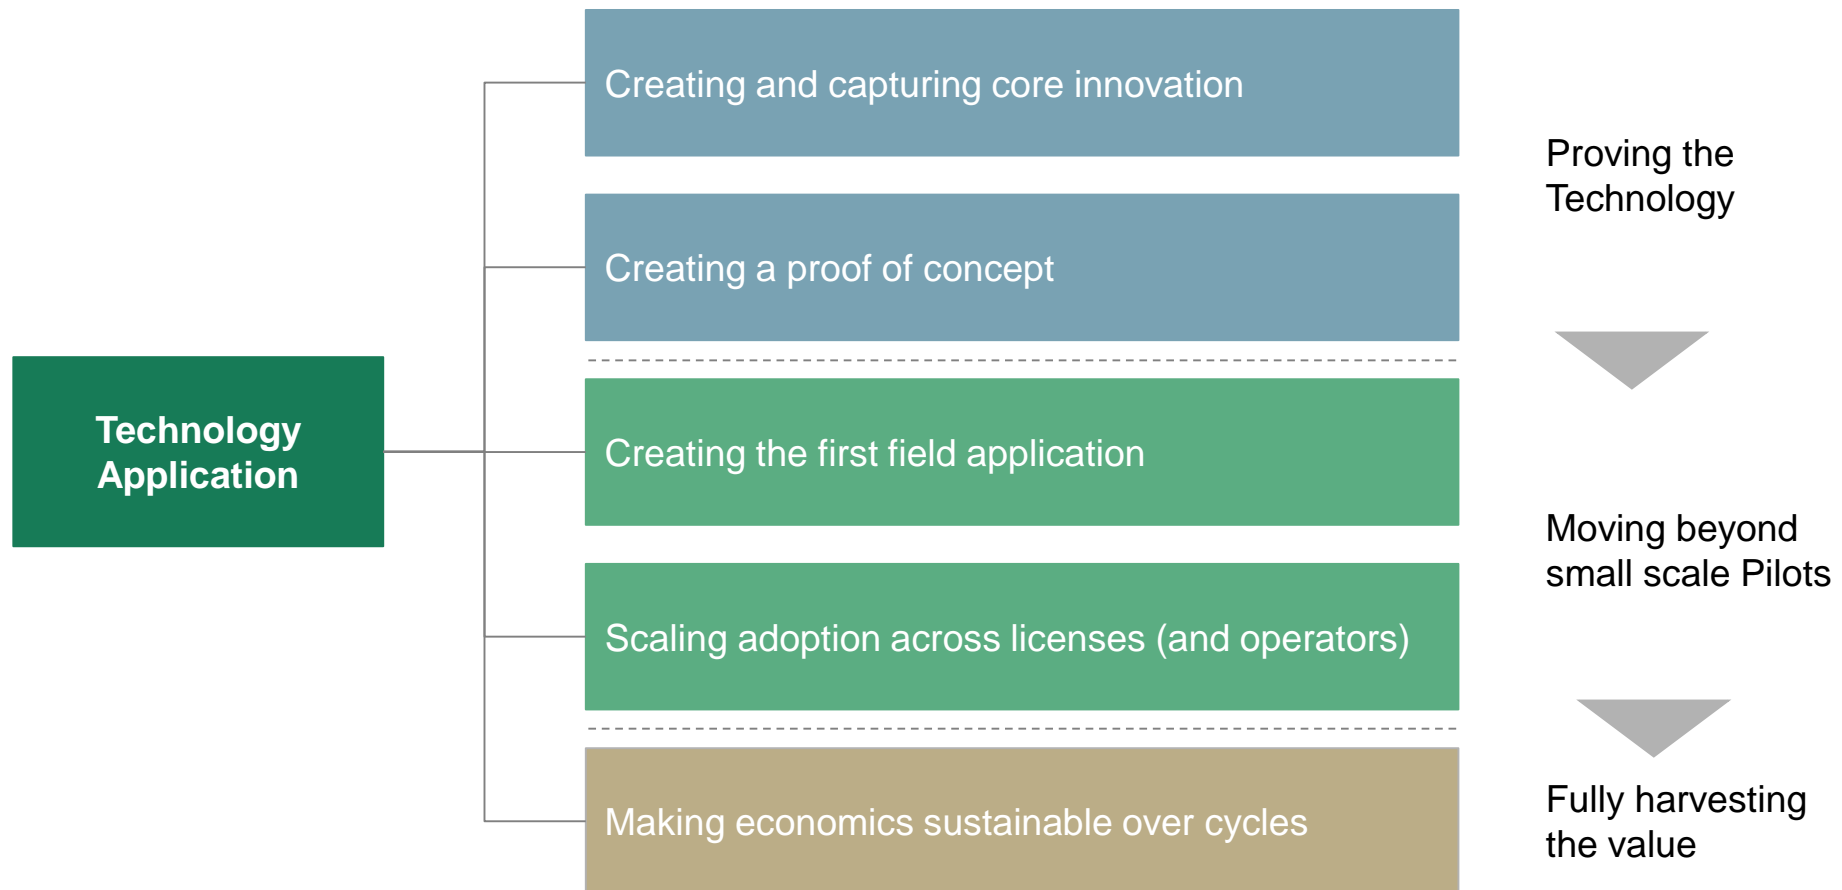 Technology
Application
Creating and capturing core innovation
Creating a proof of concept
Creating the first field application
Scaling adoption across licenses (and operators)
Making economics sustainable over cycles
Proving the
Technology
Moving beyond
small scale Pilots
Fully harvesting
the value